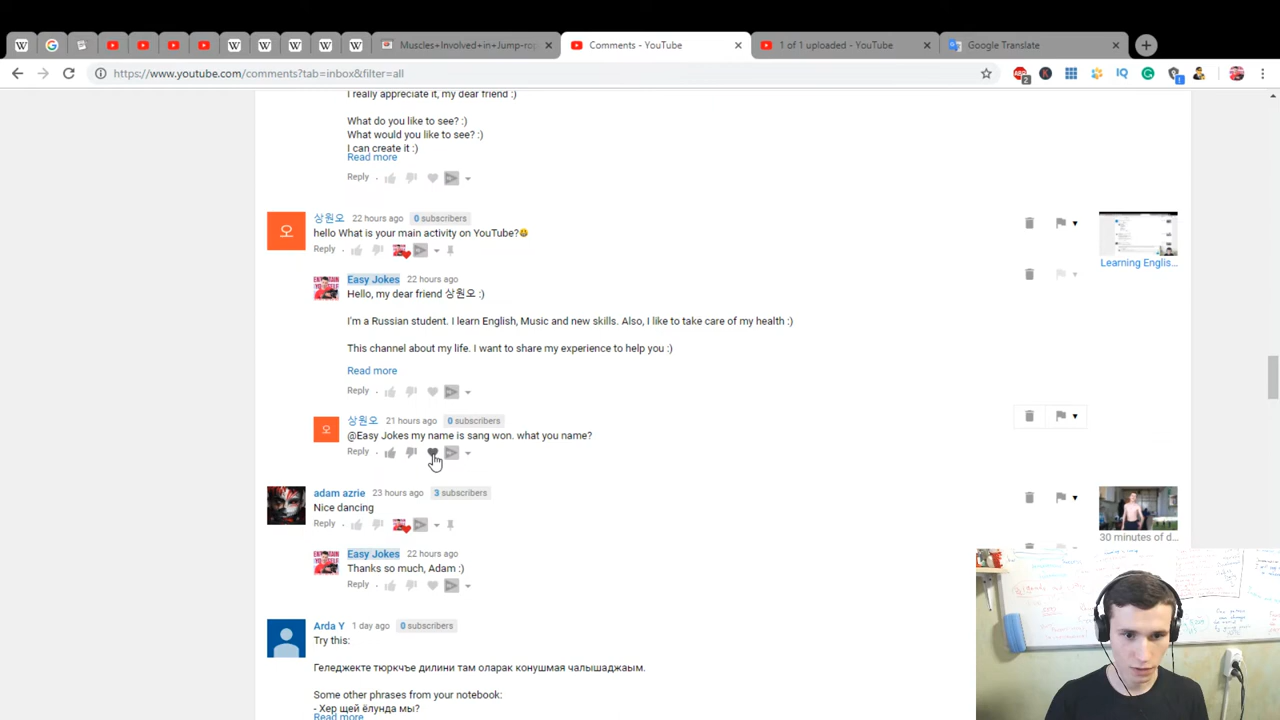 Muscles+Involved+in+Jump-rop
Comments - YouTube
1 of 1 uploaded - YouTube
Google Translate
https://www.youtube.com/comments?tab=inbox&filter=all
I really appreciate it, my dear friend :)
What do you like to see? :)
What would you like to see? :)
I can create it :)
Read more
Reply
상원오 22 hours ago 0 subscribers
hello What is your main activity on YouTube?😃
Reply
Learning Englis...
Easy Jokes 22 hours ago
Hello, my dear friend 상원오 :)
I'm a Russian student. I learn English, Music and new skills. Also, I like to take care of my health :)
This channel about my life. I want to share my experience to help you :)
Read more
Reply
상원오 21 hours ago 0 subscribers
@Easy Jokes my name is sang won. what you name?
Reply
adam azrie 23 hours ago 3 subscribers
Nice dancing
Reply
30 minutes of d...
Easy Jokes 22 hours ago
Thanks so much, Adam :)
Reply
Arda Y 1 day ago 0 subscribers
Try this:
Геледжекте тюркчъе дилини там оларак конушмая чалышаджаым.
Some other phrases from your notebook:
- Хер щей ёлунда мы?
Read more